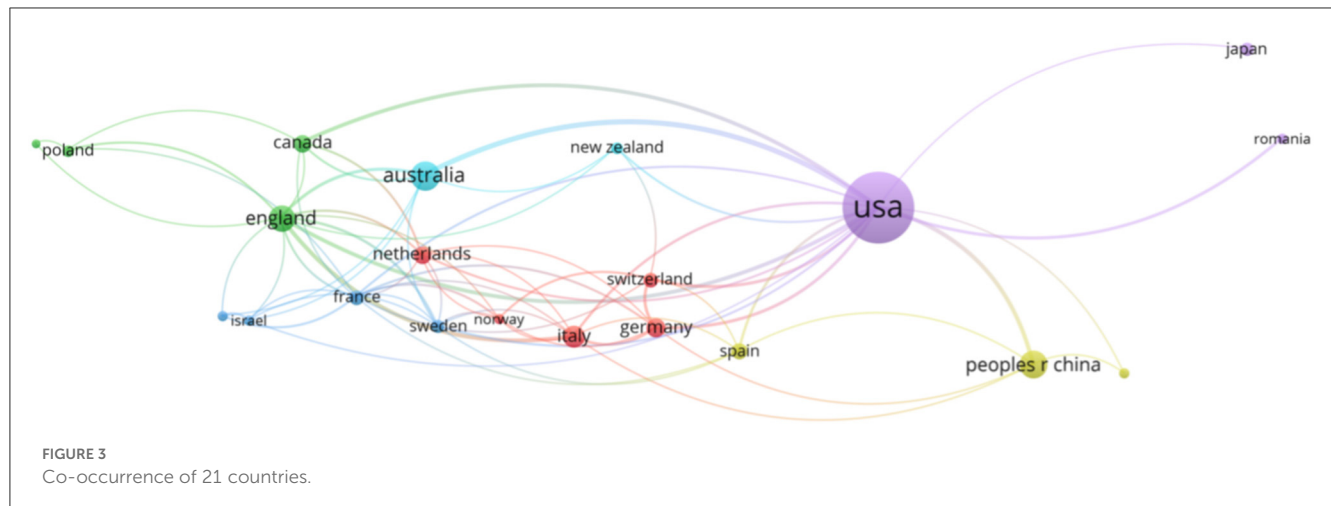 japan
romania
poland
canada
new zealand
australia
usa
england
netherlands
switzerland
france
israel
sweden
norway
italy
germany
spain
peoples r china
FIGURE 3
Co-occurrence of 21 countries.